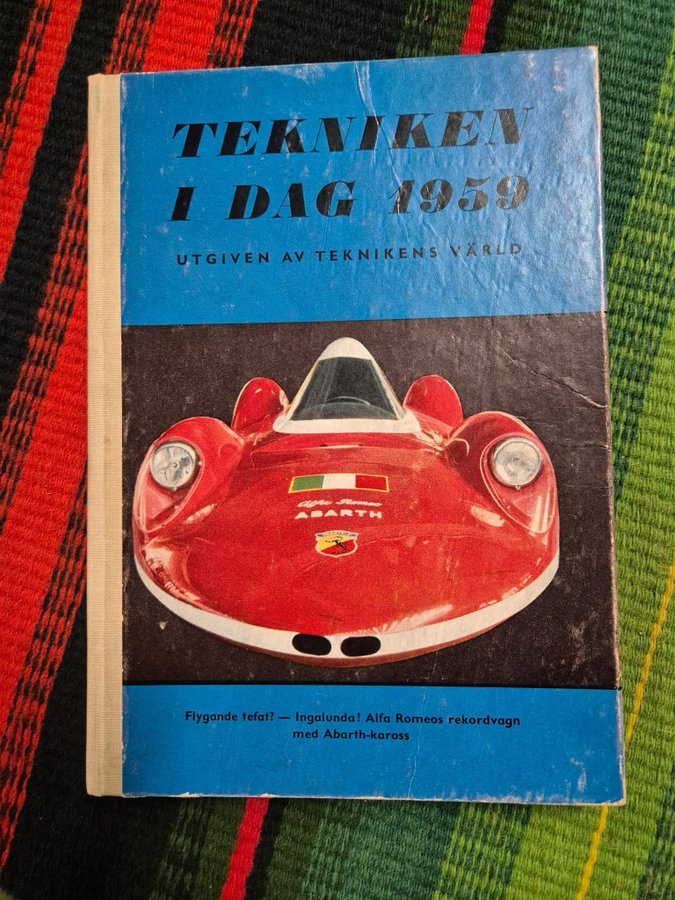 TEKNIKEN
I DAG 1959
UTGIVEN AV TEKNIKENS VÄRLD
Alfa Romeo
ABARTH
Flygande tefat? — Ingalunda! Alfa Romeos rekordvagn
med Abarth-kaross